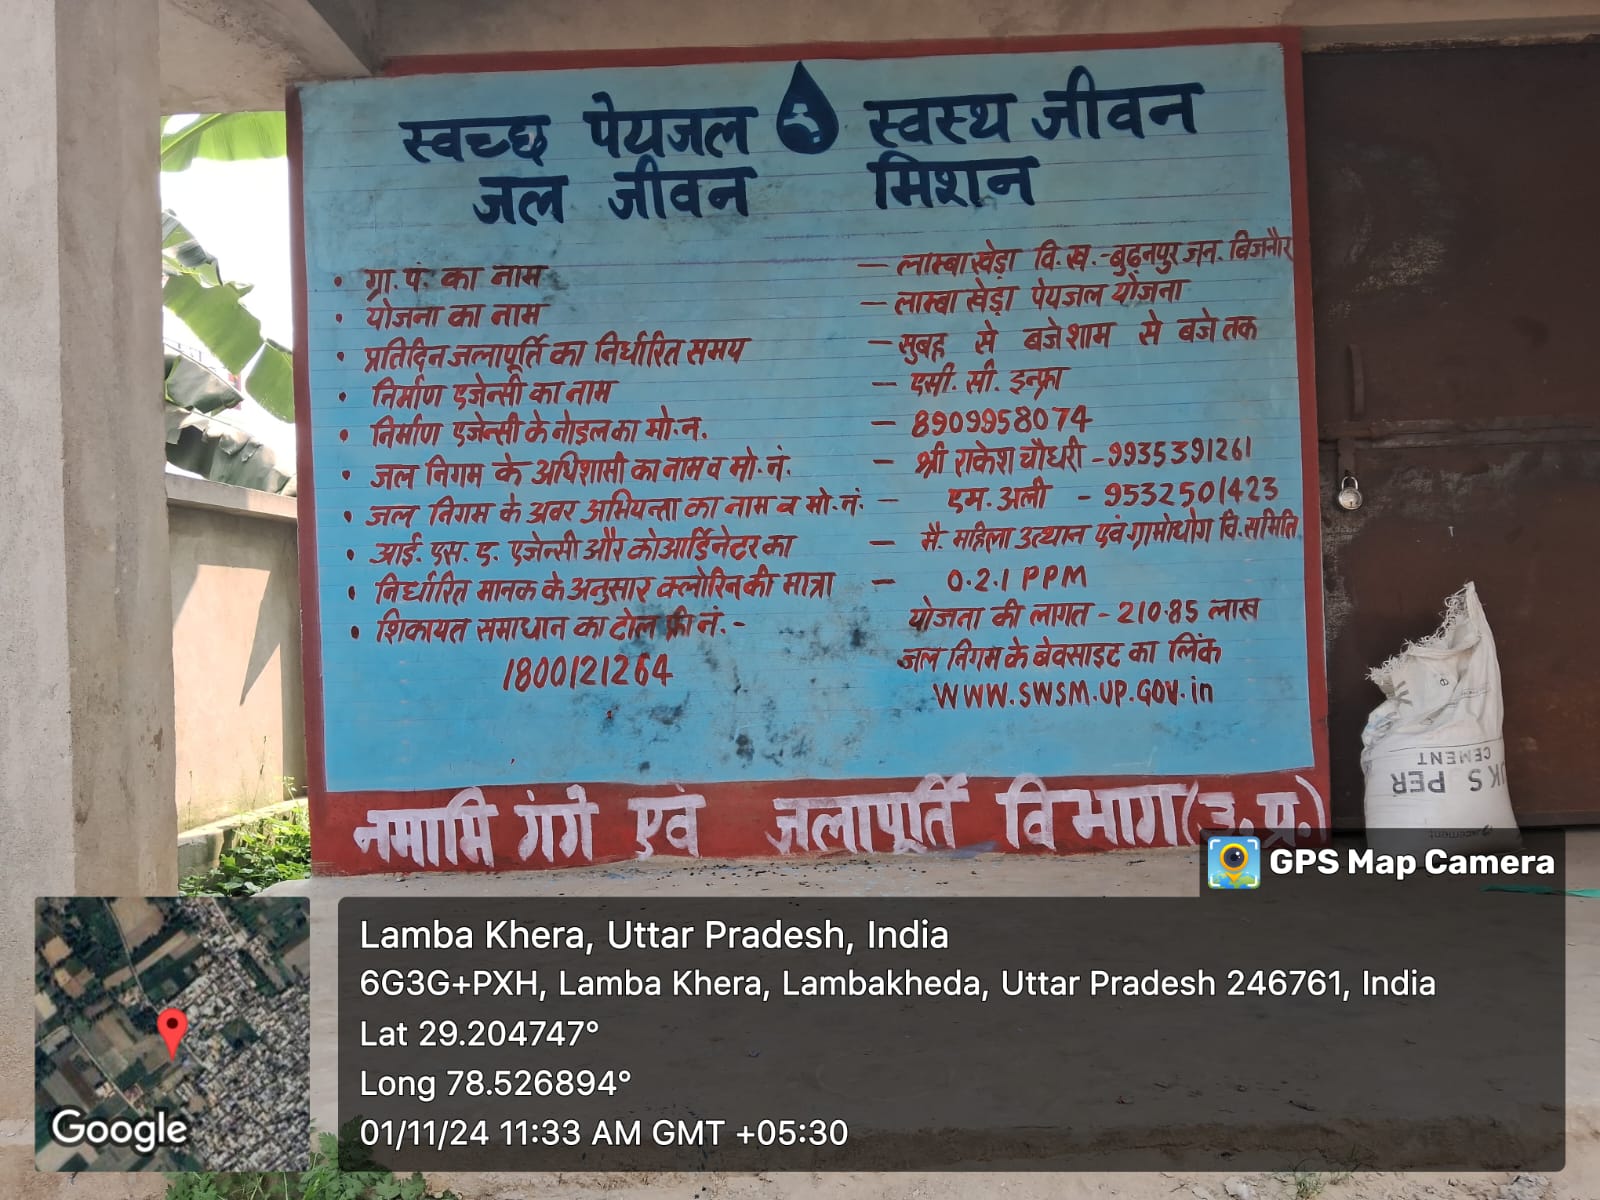 स्वच्छ पेयजल स्वस्थ जीवन
जल जीवन मिशन
• ग्रा. पं. का नाम — लाम्बाखेड़ा वि.ख.-बुढ़नपुर जन. बिजनौर
• योजना का नाम — लाम्बा खेड़ा पेयजल योजना
• प्रतिदिन जलापूर्ति का निर्धारित समय — सुबह से बजे शाम से बजे तक
• निर्माण एजेन्सी का नाम — एसी. सी. इन्फ्रा
• निर्माण एजेन्सी के नोडल का मो.न. — 8909958074
• जल निगम के अधिशासी का नाम व मो.नं. — श्री राकेश चौधरी -9935391261
• जल निगम के अवर अभियन्ता का नाम व मो.नं. — एम. अली - 9532501423
• आई. एस. ए. एजेन्सी और कोआर्डिनेटर का — मै. महिला उत्थान एवं ग्रामोधोग वि.समिति
• निर्धारित मानक के अनुसार क्लोरिन की मात्रा — 0.2.1 PPM
• शिकायत समाधान का टोल फ्री नं.- योजना की लागत - 210.85 लाख
1800121264
जल निगम के बेवसाइट का लिंक
WWW.SWSM.UP.GOV.in
नमामि गंगे एवं जलापूर्ति विभाग (उ.प्र.)
JK S PER
CEMENT
GPS Map Camera
Lamba Khera, Uttar Pradesh, India
6G3G+PXH, Lamba Khera, Lambakheda, Uttar Pradesh 246761, India
Lat 29.204747°
Long 78.526894°
01/11/24 11:33 AM GMT +05:30
Google